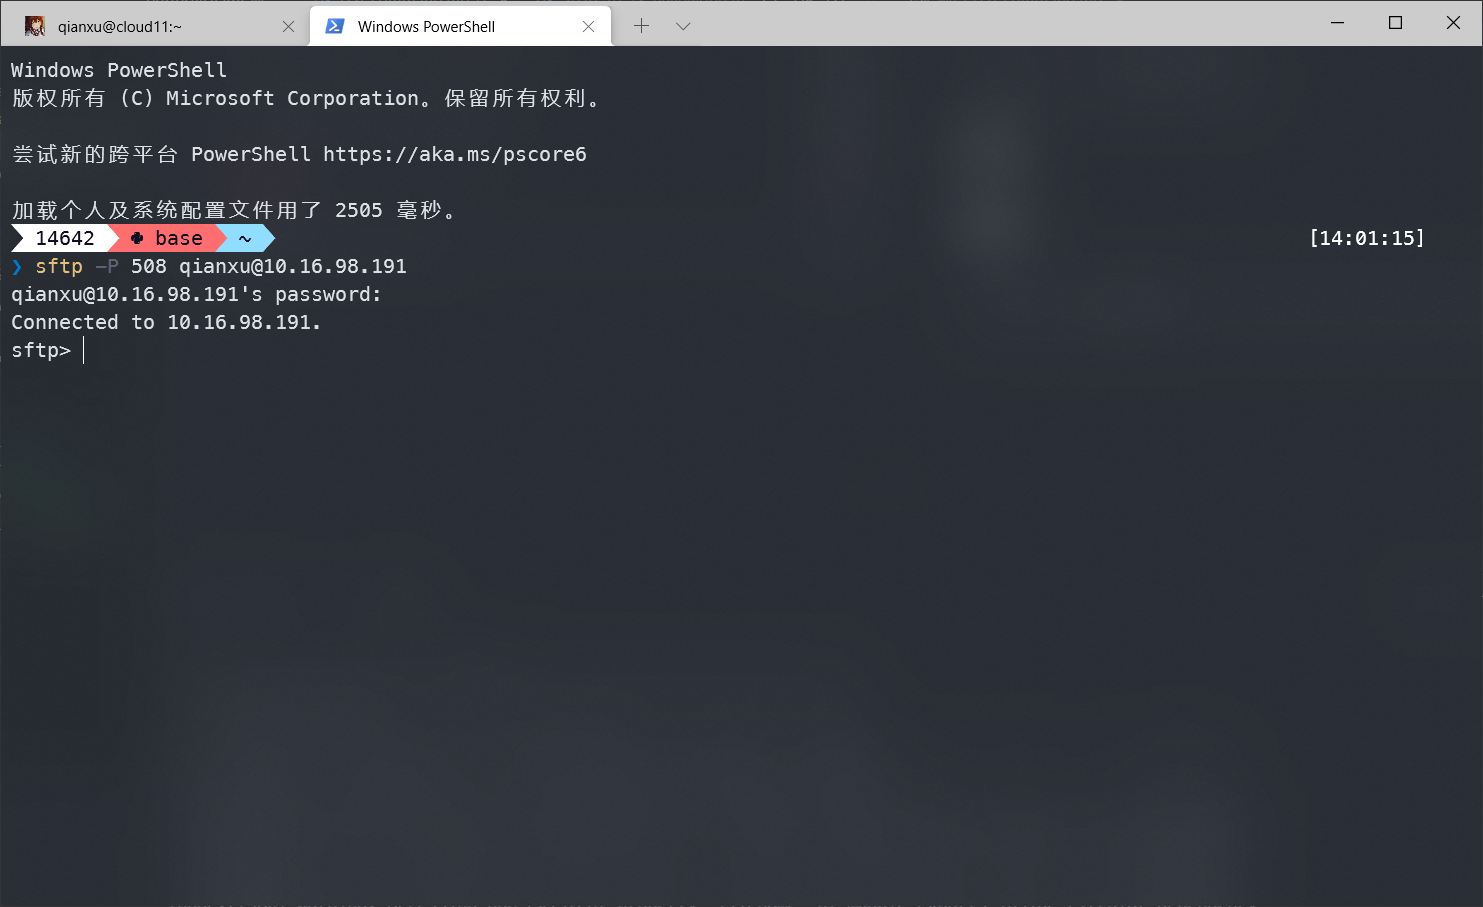 qianxu@cloud11:~
Windows PowerShell
Windows PowerShell
版权所有 (C) Microsoft Corporation。保留所有权利。
尝试新的跨平台 PowerShell https://aka.ms/pscore6
加载个人及系统配置文件用了 2505 毫秒。
14642 base ~ [14:01:15]
❯ sftp -P 508 qianxu@10.16.98.191
qianxu@10.16.98.191's password:
Connected to 10.16.98.191.
sftp>